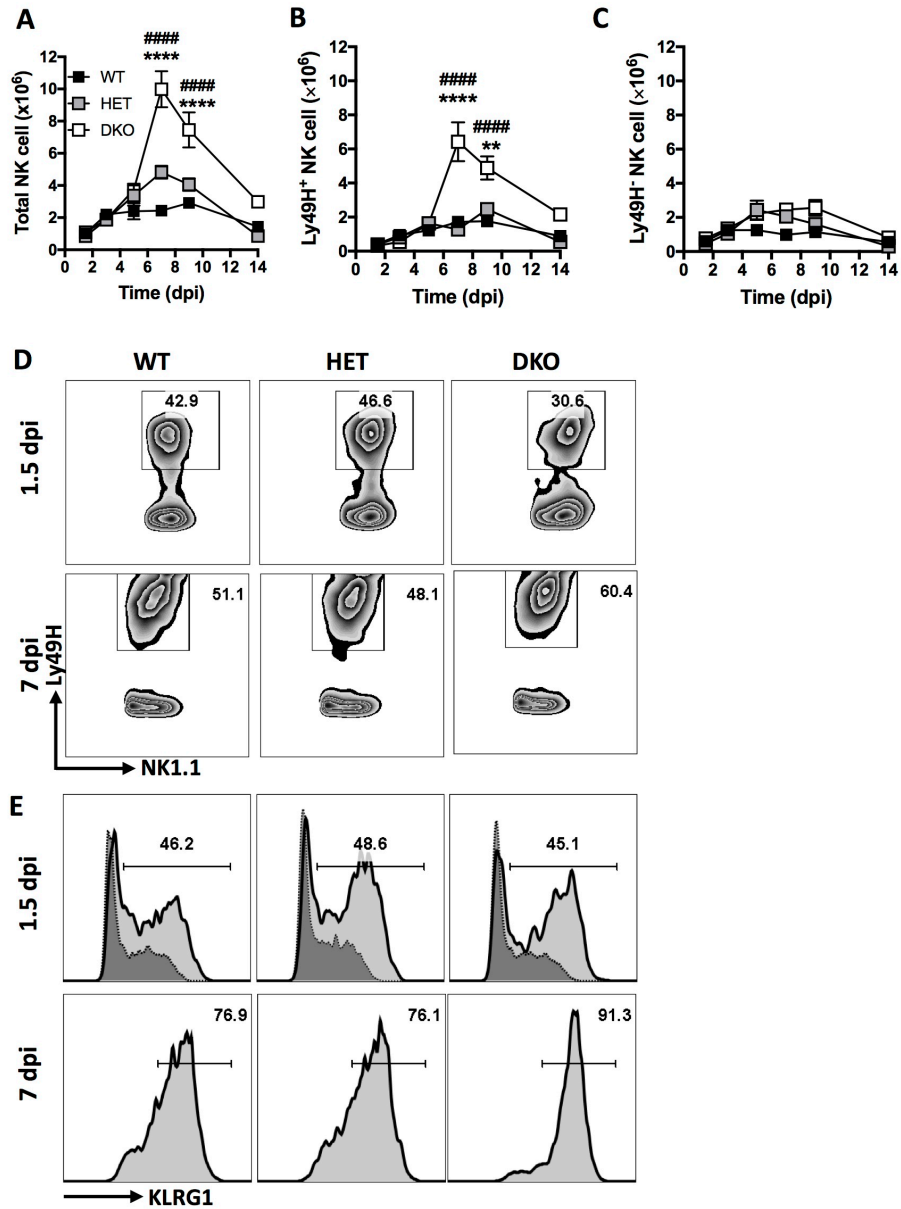 A
B
C
####
****
####
****
Total NK cell (x10⁶)
12
10
8
6
4
2
0
WT
HET
DKO
0 2 4 6 8 10 12 14
Time (dpi)
####
****
####
**
Ly49H⁺ NK cell (×10⁶)
12
10
8
6
4
2
0
0 2 4 6 8 10 12 14
Time (dpi)
Ly49H⁻ NK cell (×10⁶)
12
10
8
6
4
2
0
0 2 4 6 8 10 12 14
Time (dpi)
D
WT HET DKO
1.5 dpi
42.9 46.6 30.6
7 dpi
51.1 48.1 60.4
Ly49H
NK1.1
E
1.5 dpi
46.2 48.6 45.1
7 dpi
76.9 76.1 91.3
KLRG1